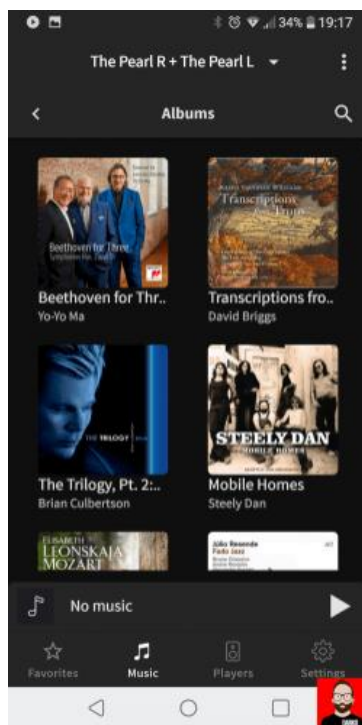 34% 19:17
The Pearl R + The Pearl L
Albums
Beethoven for Three
Transcriptions
from Truro
Beethoven for Thr..
Yo-Yo Ma
Transcriptions fro..
David Briggs
THE TRILOGY
STEELY DAN
MOBILE HOMES
The Trilogy, Pt. 2:..
Brian Culbertson
Mobile Homes
Steely Dan
ELISABETH
LEONSKAJA
MOZART
Júlio Resende
Fado Jazz
No music
Favorites
Music
Players
Settings